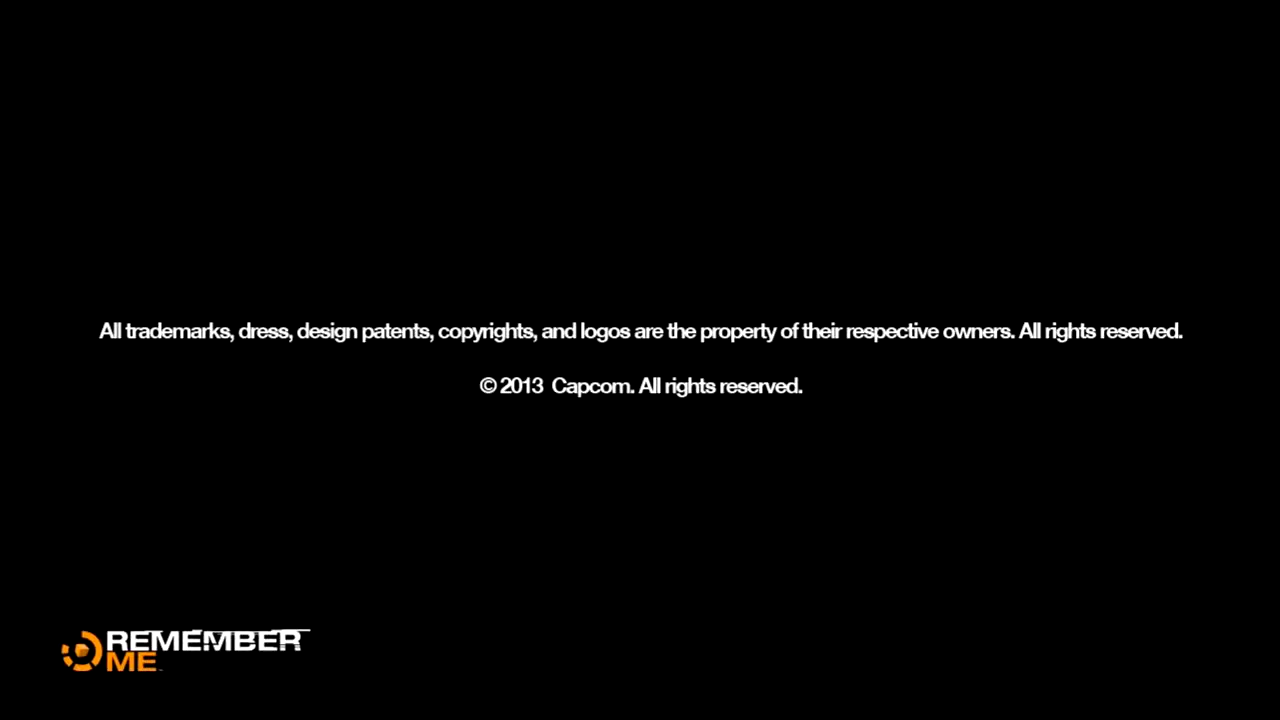 All trademarks, dress, design patents, copyrights, and logos are the property of their respective owners. All rights reserved.
© 2013 Capcom. All rights reserved.
REMEMBER
ME